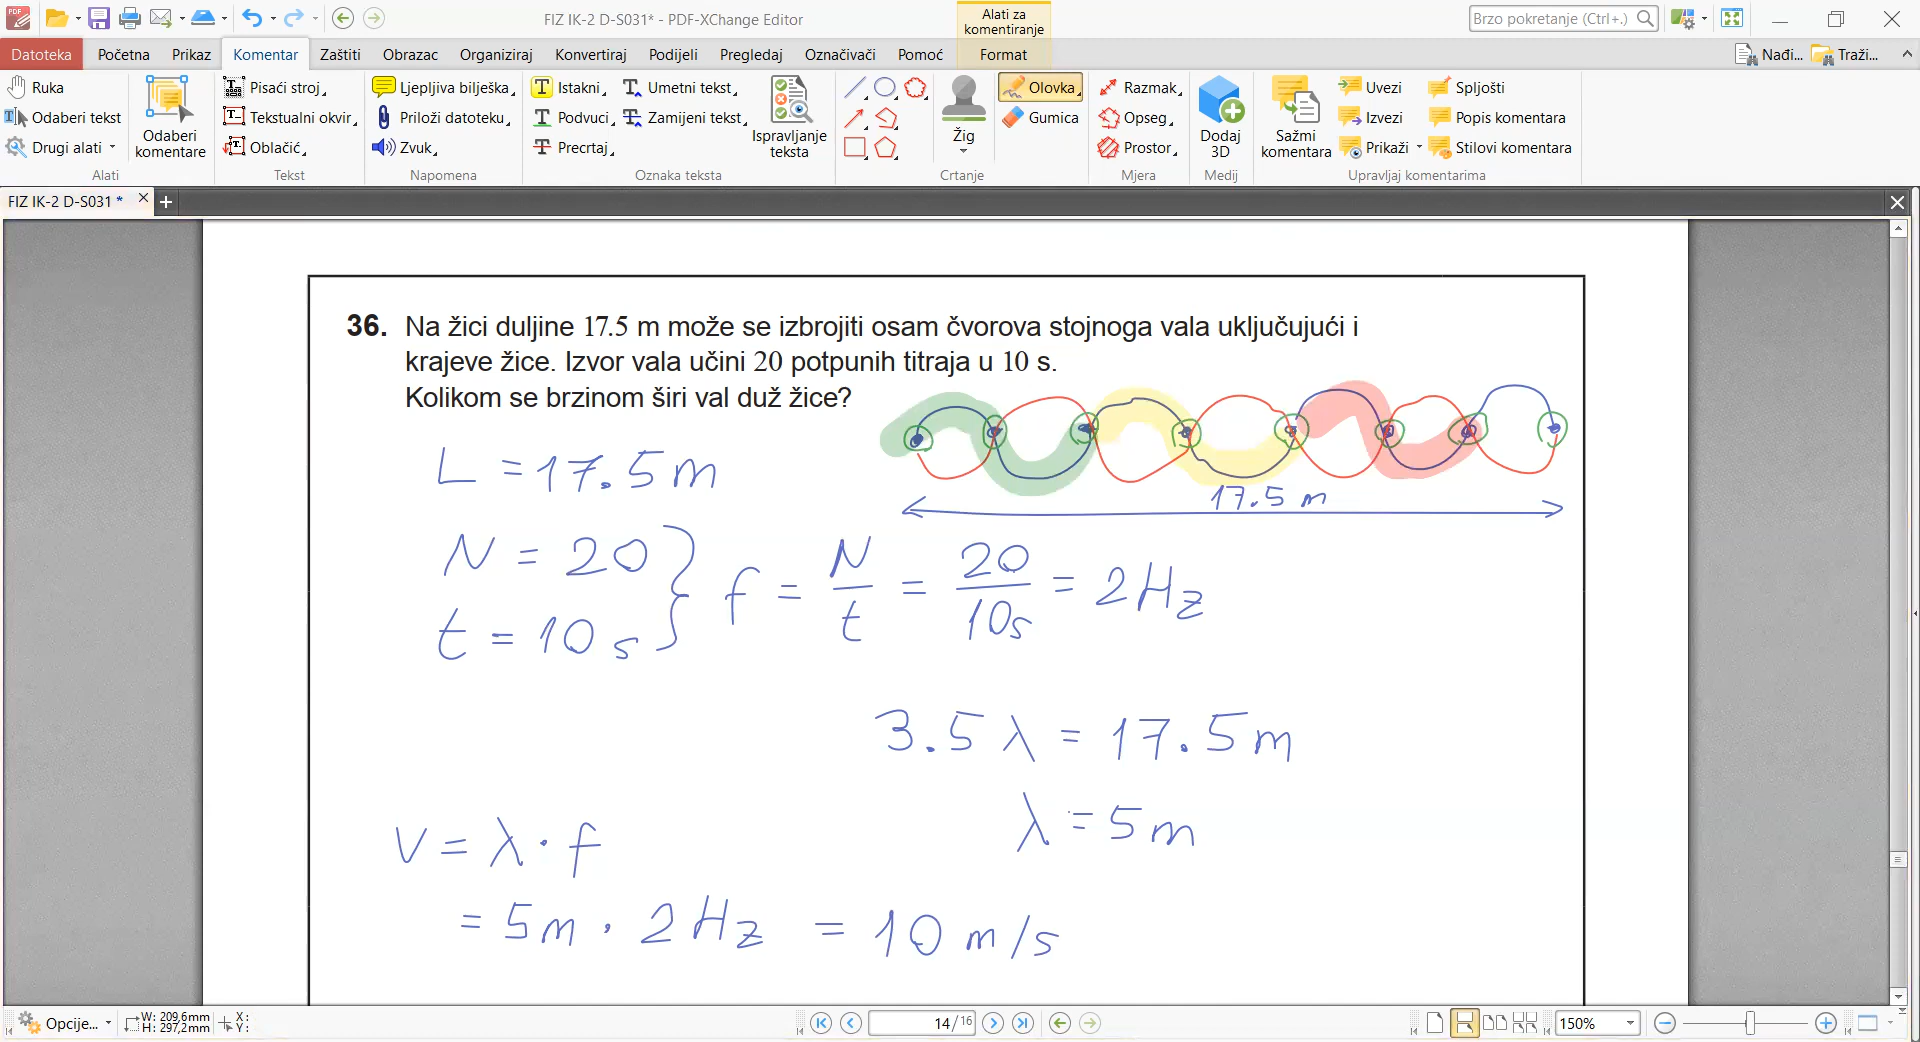 FIZ IK-2 D-S031* - PDF-XChange Editor
Alati za komentiranje
Brzo pokretanje (Ctrl+.)
Datoteka Početna Prikaz Komentar Zaštiti Obrazac Organiziraj Konvertiraj Podijeli Pregledaj Označivači Pomoć Format Nađi... Traži...
Ruka
Odaberi tekst
Drugi alati
Alati
Odaberi komentare
Pisaći stroj
Tekstualni okvir
Oblačić
Tekst
Ljepljiva bilješka
Priloži datoteku
Zvuk
Napomena
Istakni
Podvuci
Precrtaj
Umetni tekst
Zamijeni tekst
Ispravljanje teksta
Oznaka teksta
Žig
Olovka
Gumica
Crtanje
Razmak
Opseg
Prostor
Mjera
Dodaj 3D
Medij
Sažmi komentara
Uvezi
Izvezi
Prikaži
Spljošti
Popis komentara
Stilovi komentara
Upravljaj komentarima
FIZ IK-2 D-S031 *
36. Na žici duljine 17.5 m može se izbrojiti osam čvorova stojnoga vala uključujući i
krajeve žice. Izvor vala učini 20 potpunih titraja u 10 s.
Kolikom se brzinom širi val duž žice?
L = 17.5 m
17.5 m
N = 20
t = 10 s
f = N/t = 20/10s = 2 Hz
3.5 λ = 17.5 m
λ = 5 m
V = λ · f
= 5 m · 2 Hz = 10 m/s
Opcije...
W: 209,6mm
H: 297,2mm
X:
Y:
14 / 16
150%